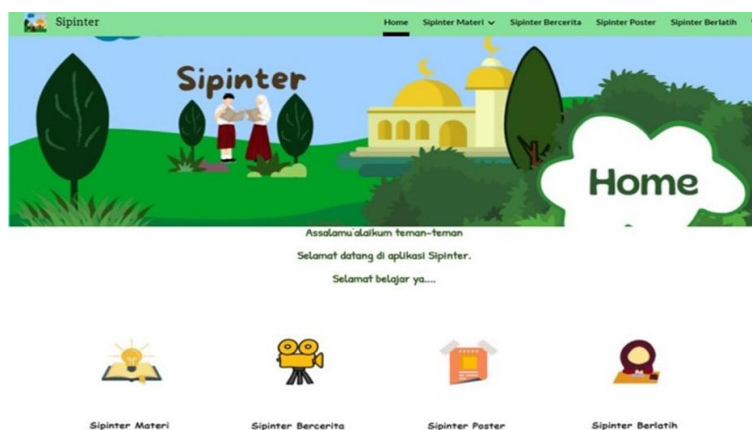 Sipinter
Home Sipinter Materi Sipinter Bercerita Sipinter Poster Sipinter Berlatih
Sipinter
Home
Assalamu'alaikum teman-teman
Selamat datang di aplikasi Sipinter.
Selamat belajar ya....
Sipinter Materi Sipinter Bercerita Sipinter Poster Sipinter Berlatih